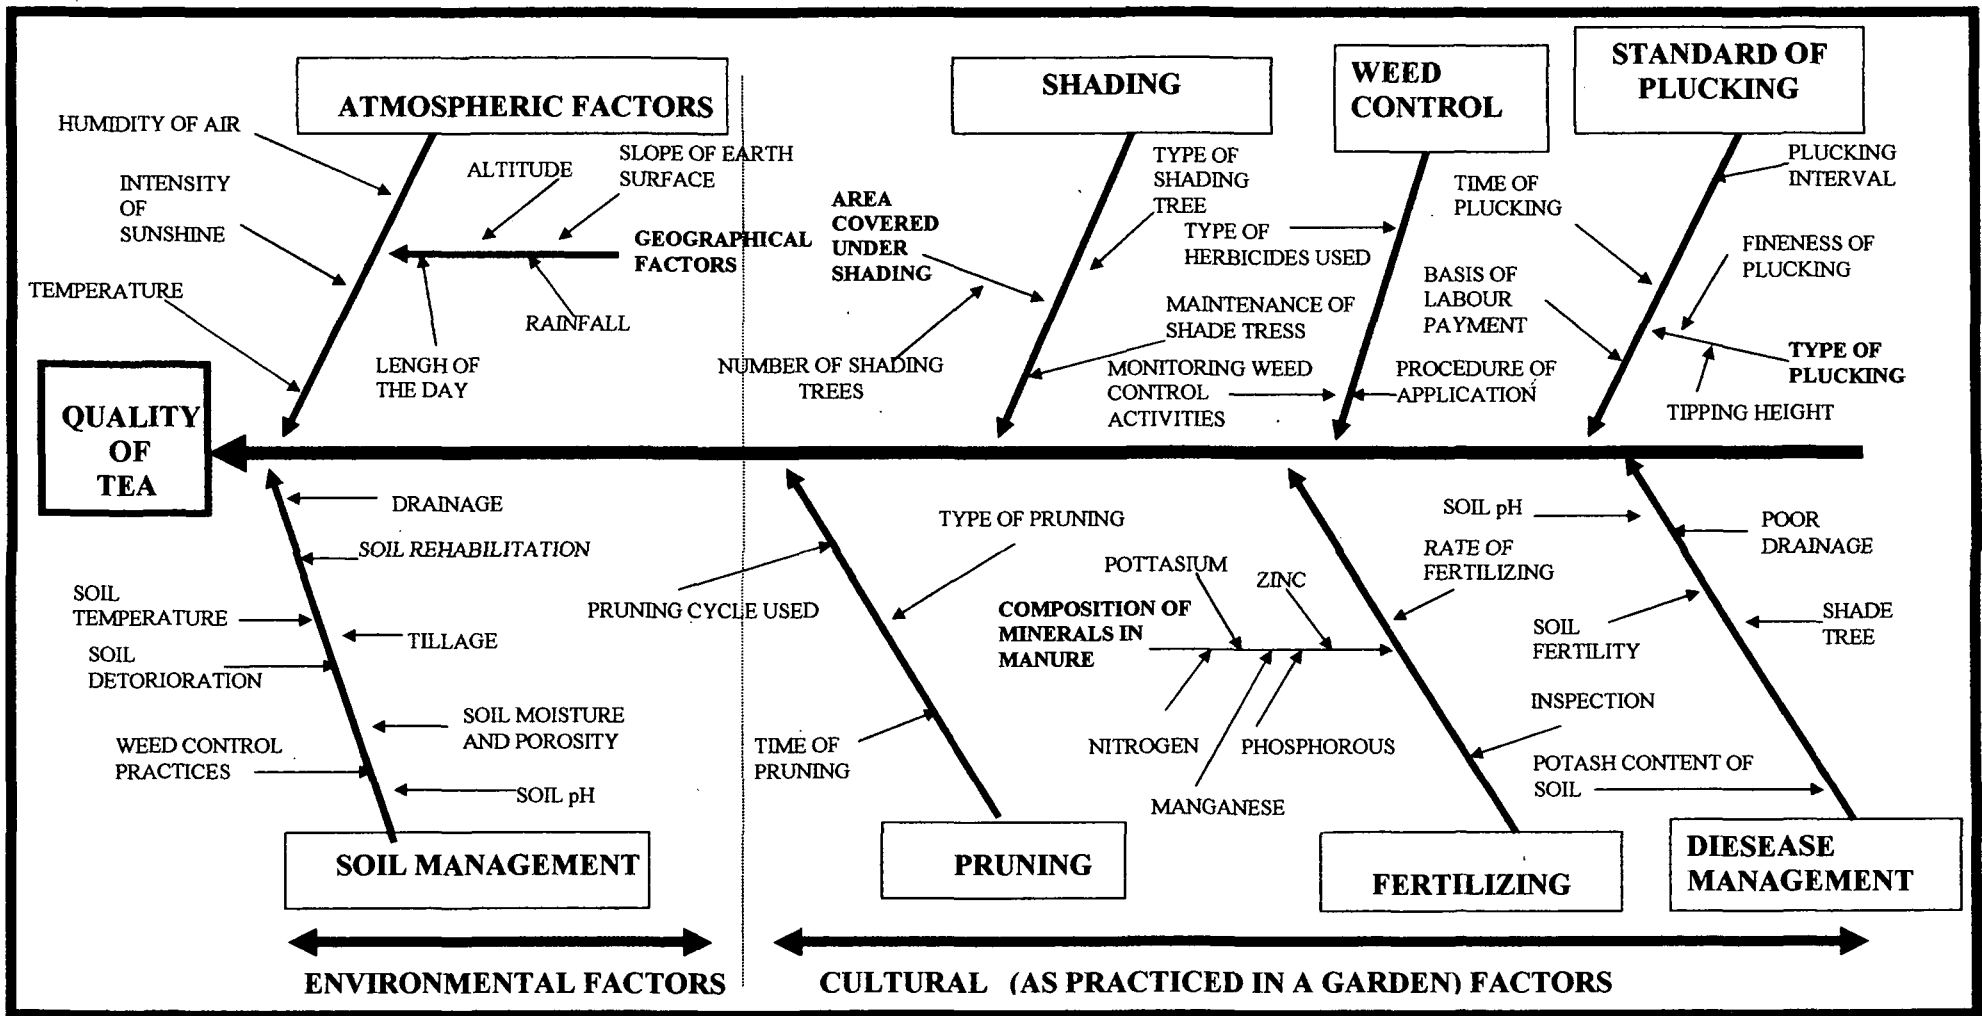 ATMOSPHERIC FACTORS
SHADING
WEED
CONTROL
STANDARD OF
PLUCKING
HUMIDITY OF AIR
INTENSITY
OF
SUNSHINE
TEMPERATURE
ALTITUDE
SLOPE OF EARTH
SURFACE
GEOGRAPHICAL
FACTORS
RAINFALL
LENGH OF
THE DAY
AREA
COVERED
UNDER
SHADING
TYPE OF
SHADING
TREE
NUMBER OF SHADING
TREES
MAINTENANCE OF
SHADE TRESS
TYPE OF
HERBICIDES USED
MONITORING WEED
CONTROL
ACTIVITIES
PROCEDURE OF
APPLICATION
TIME OF
PLUCKING
PLUCKING
INTERVAL
BASIS OF
LABOUR
PAYMENT
FINENESS OF
PLUCKING
TYPE OF
PLUCKING
TIPPING HEIGHT
QUALITY
OF
TEA
DRAINAGE
SOIL REHABILITATION
SOIL
TEMPERATURE
TILLAGE
SOIL
DETORIORATION
SOIL MOISTURE
AND POROSITY
WEED CONTROL
PRACTICES
SOIL pH
SOIL MANAGEMENT
TYPE OF PRUNING
PRUNING CYCLE USED
TIME OF
PRUNING
PRUNING
POTTASIUM
ZINC
RATE OF
FERTILIZING
COMPOSITION OF
MINERALS IN
MANURE
NITROGEN
PHOSPHOROUS
MANGANESE
INSPECTION
FERTILIZING
SOIL pH
POOR
DRAINAGE
SOIL
FERTILITY
SHADE
TREE
POTASH CONTENT OF
SOIL
DIESEASE
MANAGEMENT
ENVIRONMENTAL FACTORS
CULTURAL (AS PRACTICED IN A GARDEN) FACTORS